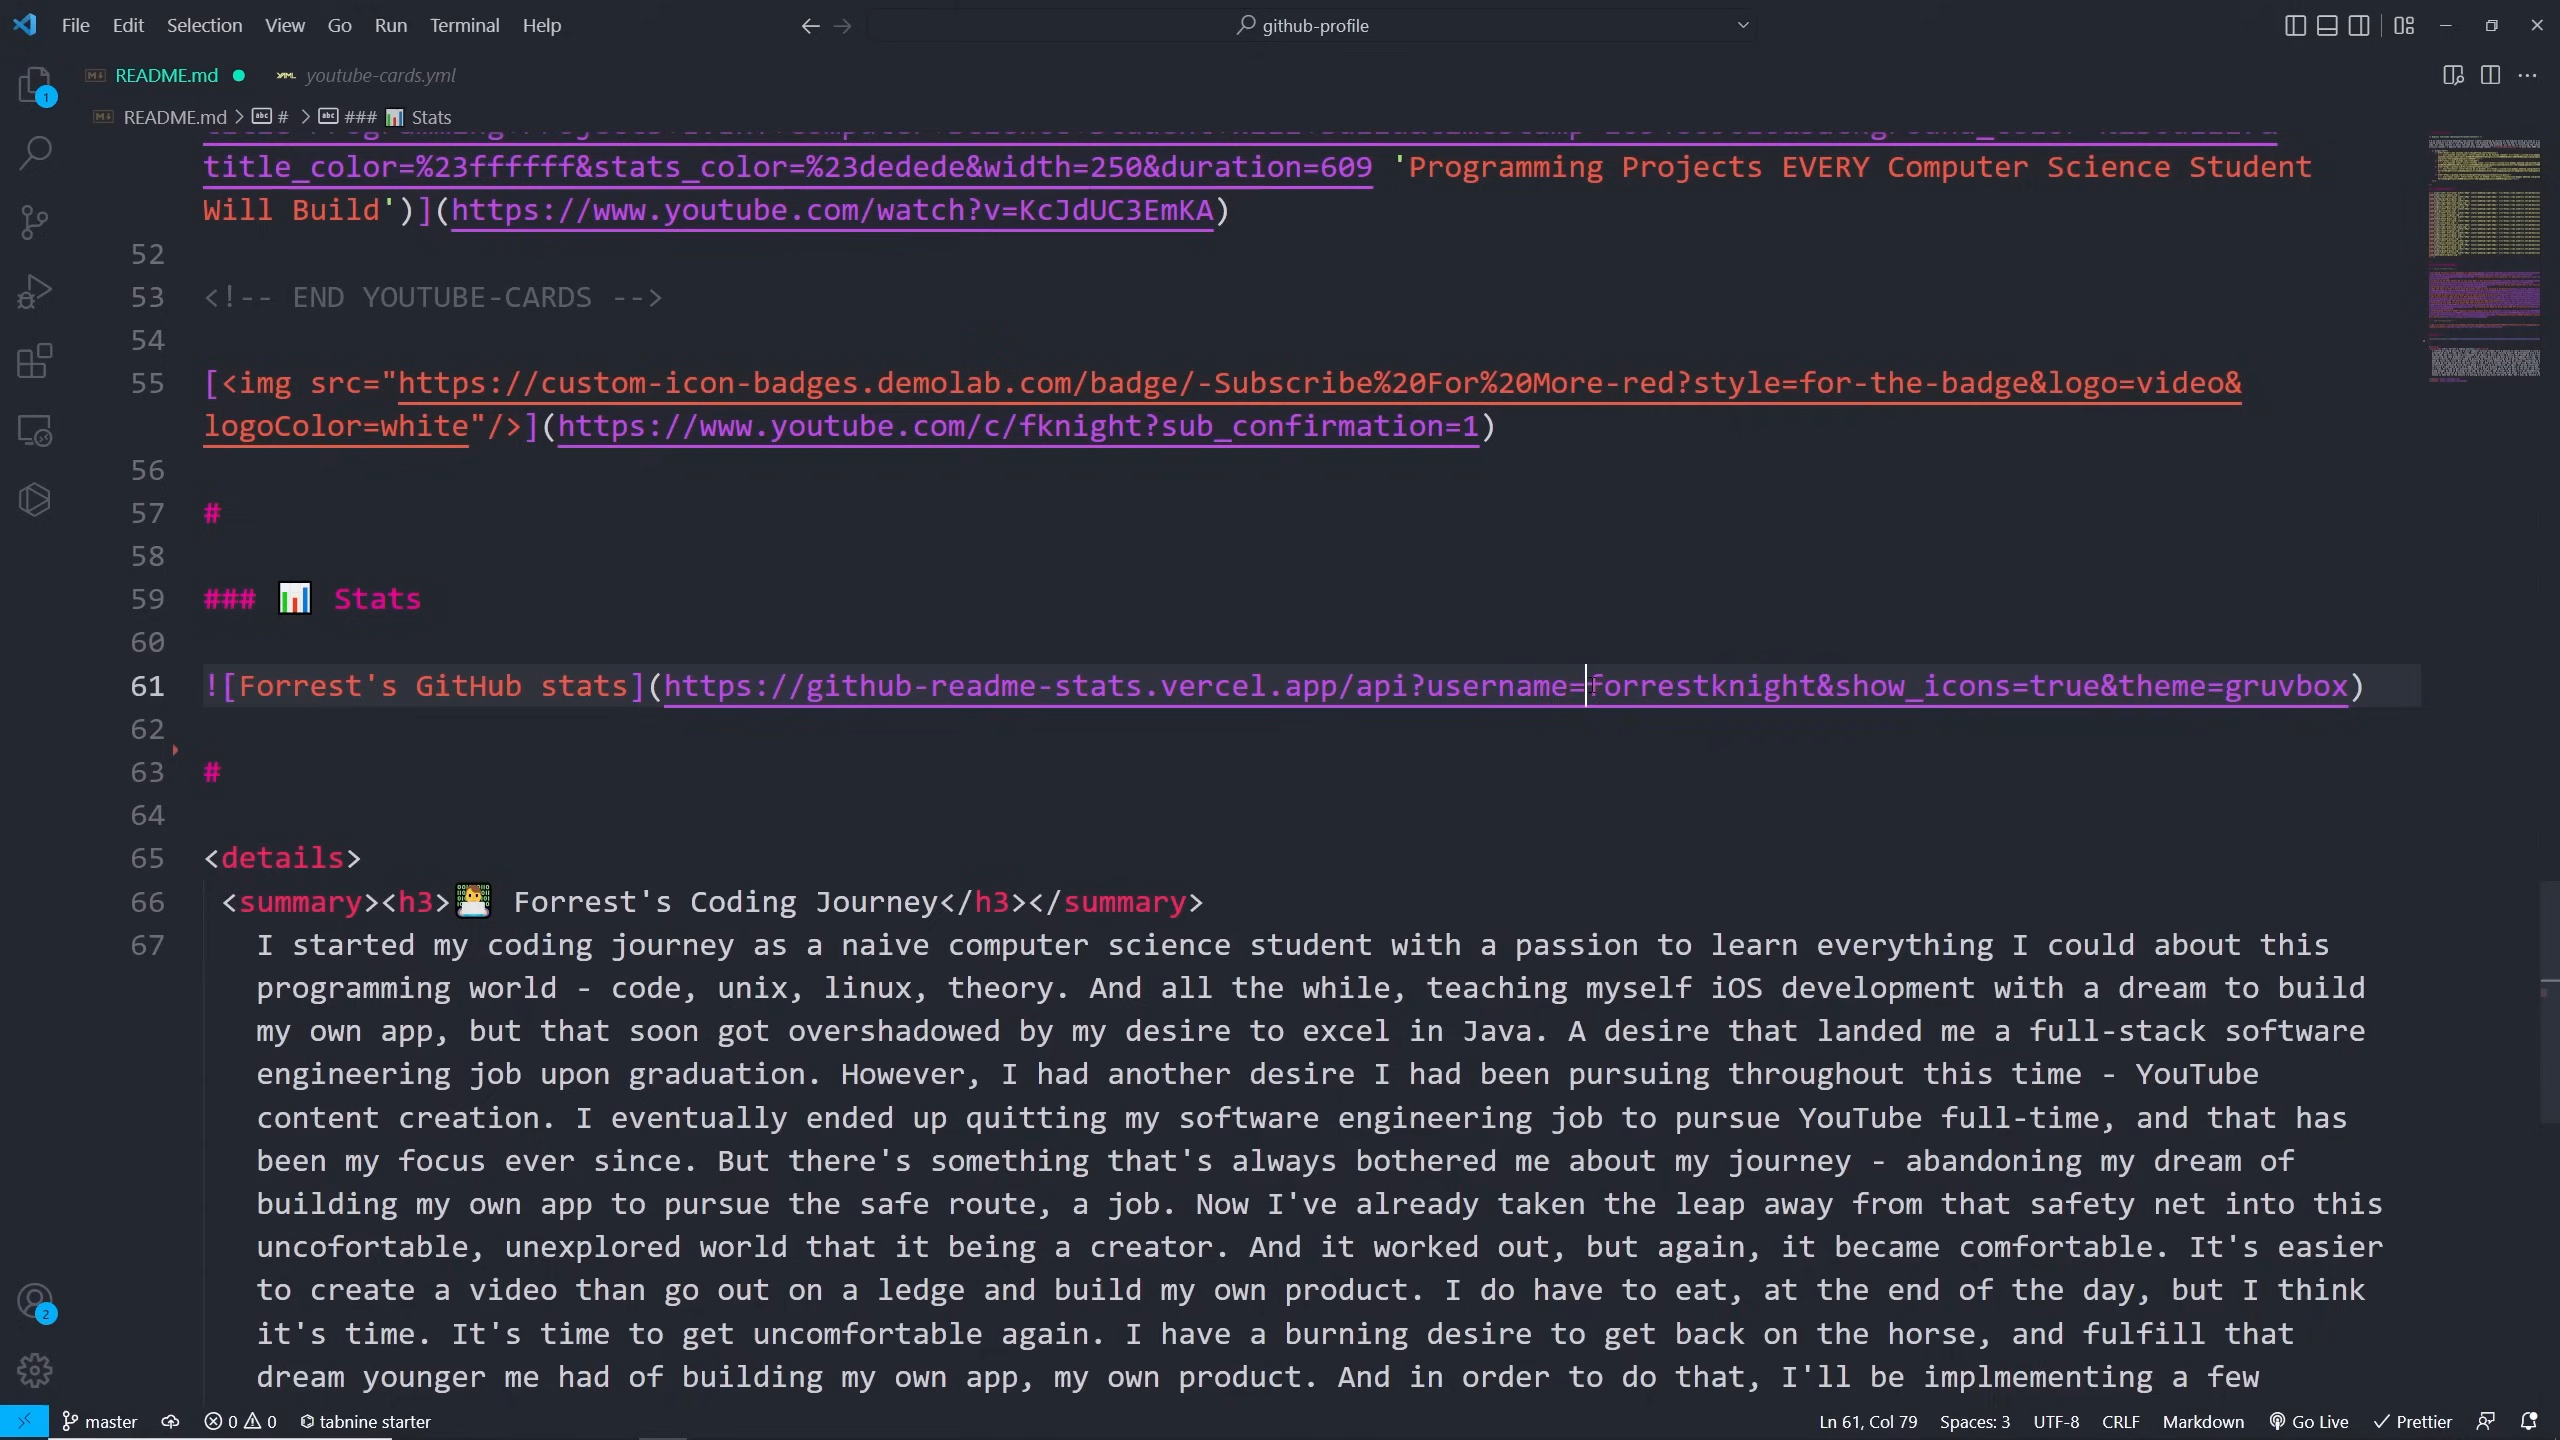 File Edit Selection View Go Run Terminal Help
github-profile
README.md youtube-cards.yml
README.md > # > ### 📊 Stats
title_color=%23ffffff&stats_color=%23dedede&width=250&duration=609 'Programming Projects EVERY Computer Science Student
Will Build')](https://www.youtube.com/watch?v=KcJdUC3EmKA)
52
53 <!-- END YOUTUBE-CARDS -->
54
55 [<img src="https://custom-icon-badges.demolab.com/badge/-Subscribe%20For%20More-red?style=for-the-badge&logo=video&
logoColor=white"/>](https://www.youtube.com/c/fknight?sub_confirmation=1)
56
57 #
58
59 ### 📊 Stats
60
61 ![Forrest's GitHub stats](https://github-readme-stats.vercel.app/api?username=forrestknight&show_icons=true&theme=gruvbox)
62
63 #
64
65 <details>
66 <summary><h3>👨‍💻 Forrest's Coding Journey</h3></summary>
67 I started my coding journey as a naive computer science student with a passion to learn everything I could about this
programming world - code, unix, linux, theory. And all the while, teaching myself iOS development with a dream to build
my own app, but that soon got overshadowed by my desire to excel in Java. A desire that landed me a full-stack software
engineering job upon graduation. However, I had another desire I had been pursuing throughout this time - YouTube
content creation. I eventually ended up quitting my software engineering job to pursue YouTube full-time, and that has
been my focus ever since. But there's something that's always bothered me about my journey - abandoning my dream of
building my own app to pursue the safe route, a job. Now I've already taken the leap away from that safety net into this
uncofortable, unexplored world that it being a creator. And it worked out, but again, it became comfortable. It's easier
to create a video than go out on a ledge and build my own product. I do have to eat, at the end of the day, but I think
it's time. It's time to get uncomfortable again. I have a burning desire to get back on the horse, and fulfill that
dream younger me had of building my own app, my own product. And in order to do that, I'll be implmementing a few
1
2
master 0 0 tabnine starter Ln 61, Col 79 Spaces: 3 UTF-8 CRLF Markdown Go Live Prettier